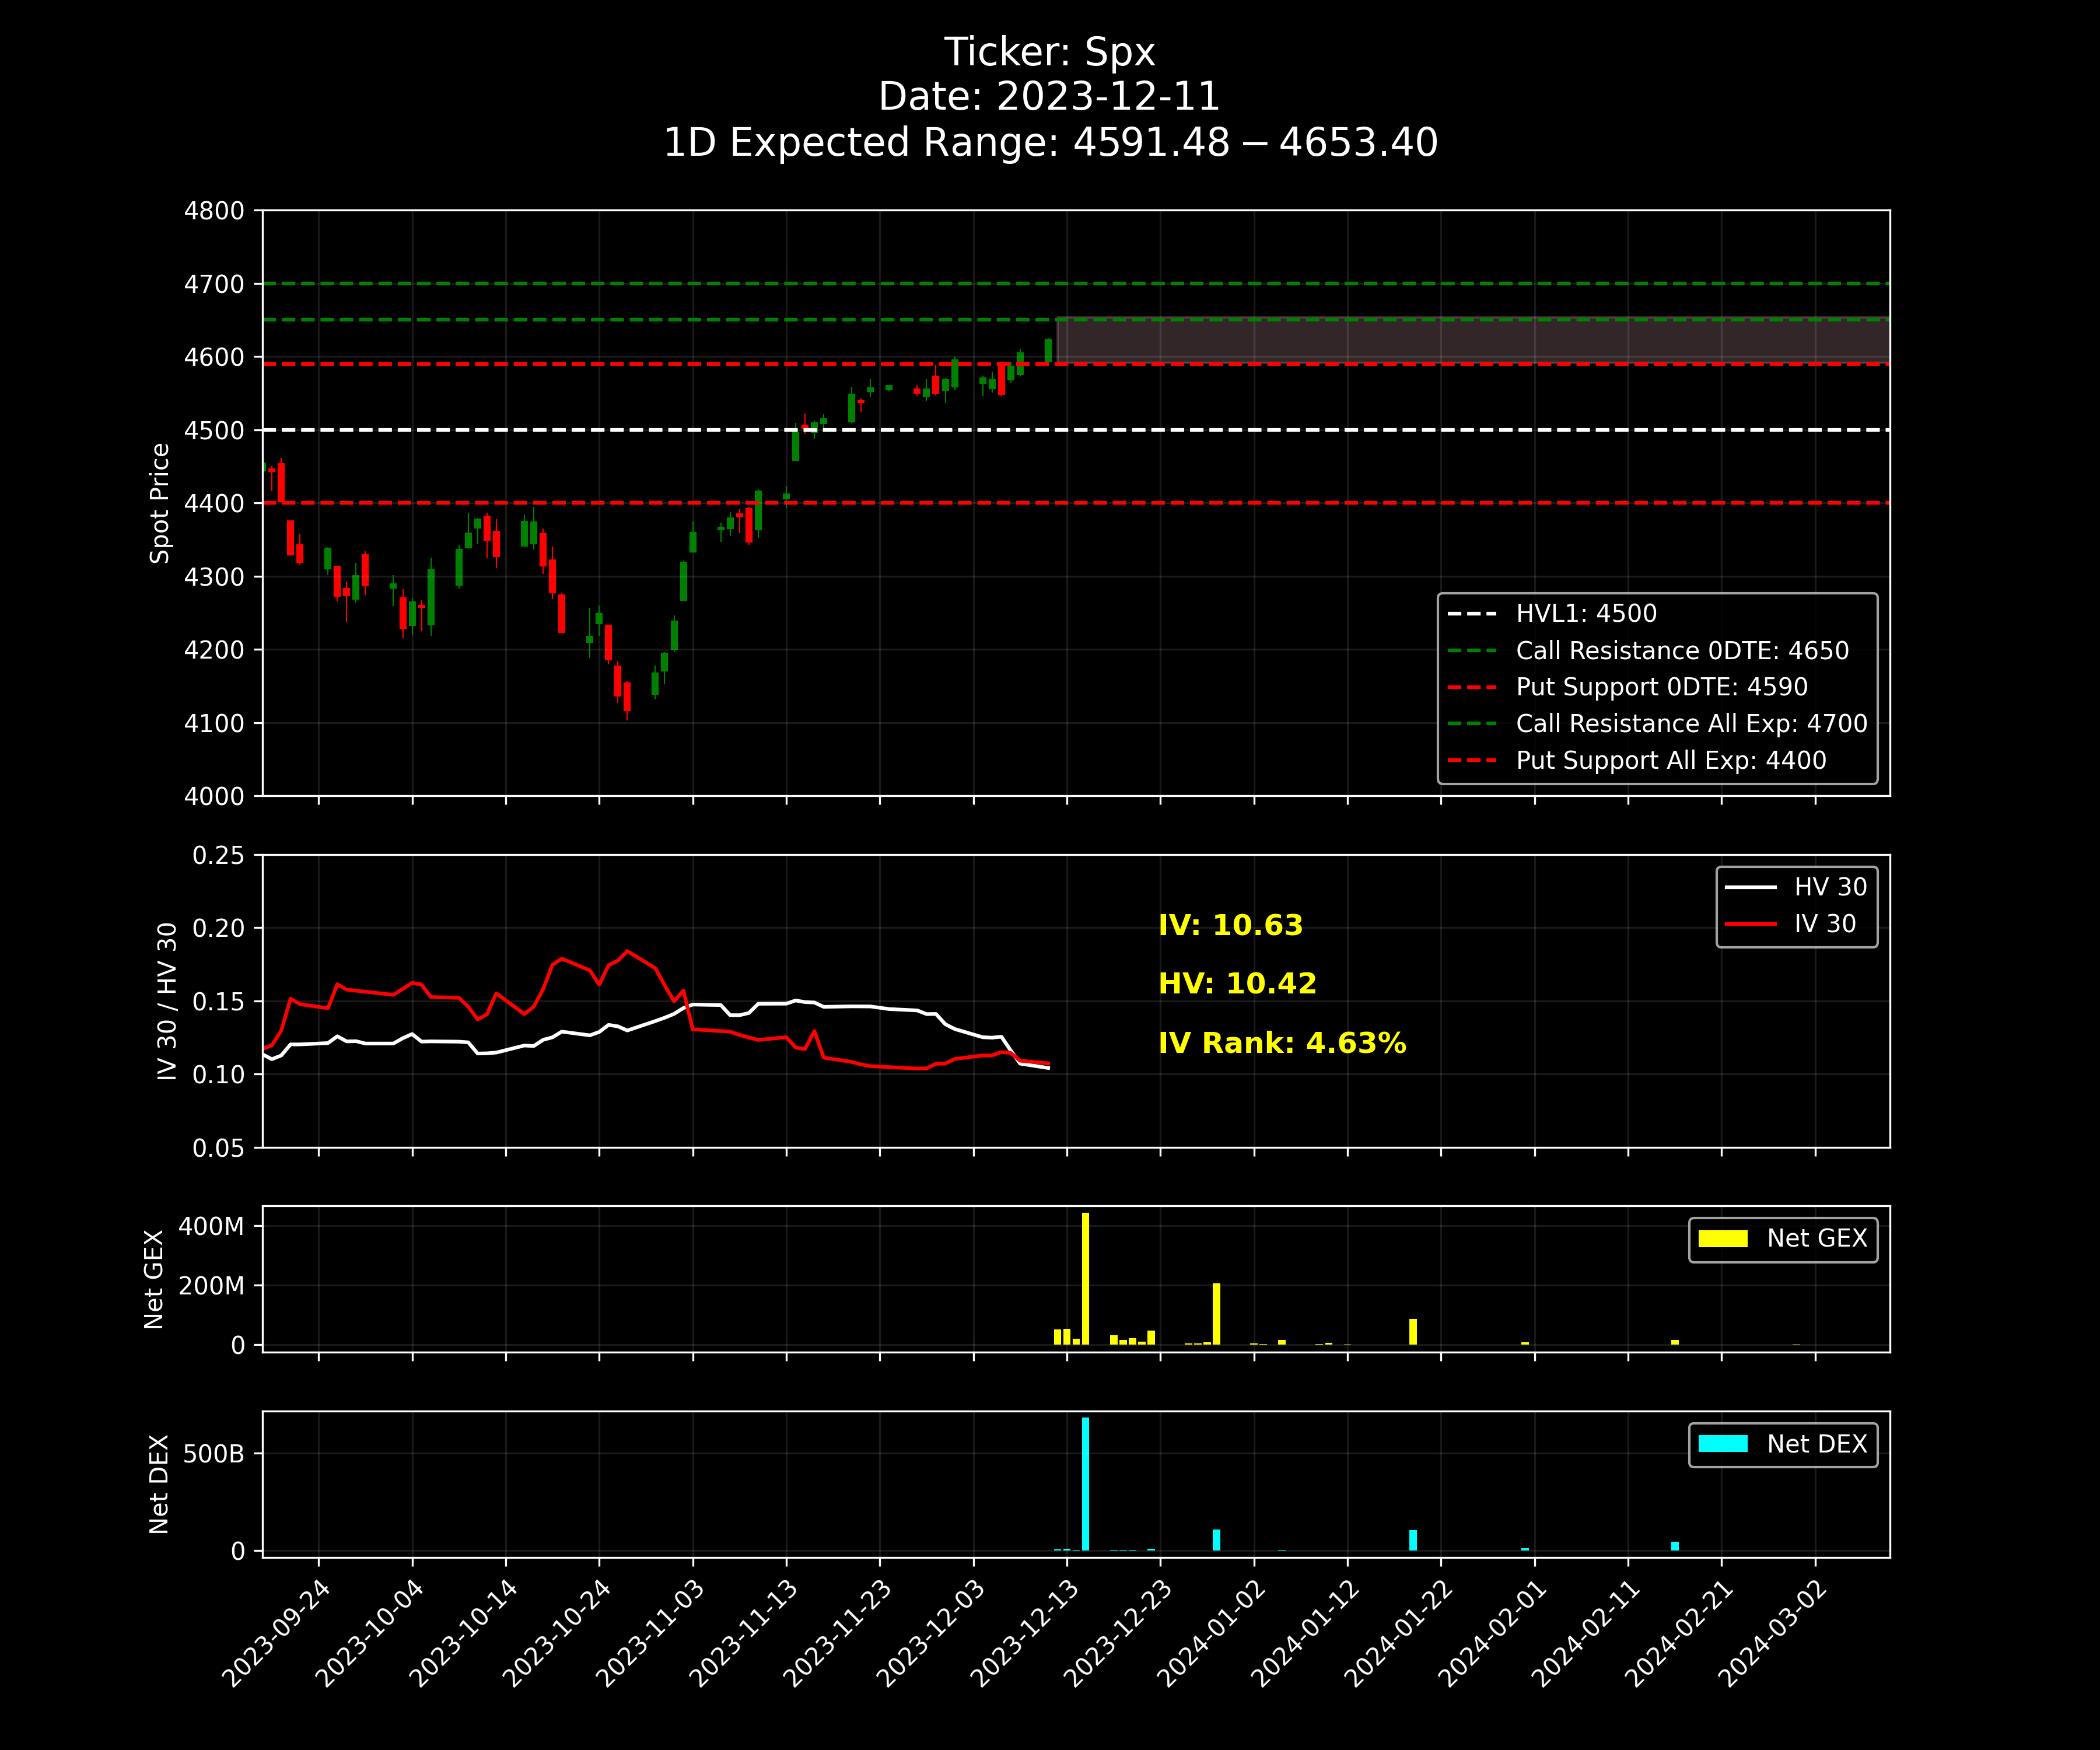 Ticker: Spx
Date: 2023-12-11
1D Expected Range: 4591.48 − 4653.40
4800
4700
4600
4500
4400
4300
4200
4100
4000
Spot Price
HVL1: 4500
Call Resistance 0DTE: 4650
Put Support 0DTE: 4590
Call Resistance All Exp: 4700
Put Support All Exp: 4400
0.25
0.20
0.15
0.10
0.05
IV 30 / HV 30
IV: 10.63
HV: 10.42
IV Rank: 4.63%
HV 30
IV 30
400M
200M
0
Net GEX
Net GEX
500B
0
Net DEX
Net DEX
2023-09-24
2023-10-04
2023-10-14
2023-10-24
2023-11-03
2023-11-13
2023-11-23
2023-12-03
2023-12-13
2023-12-23
2024-01-02
2024-01-12
2024-01-22
2024-02-01
2024-02-11
2024-02-21
2024-03-02